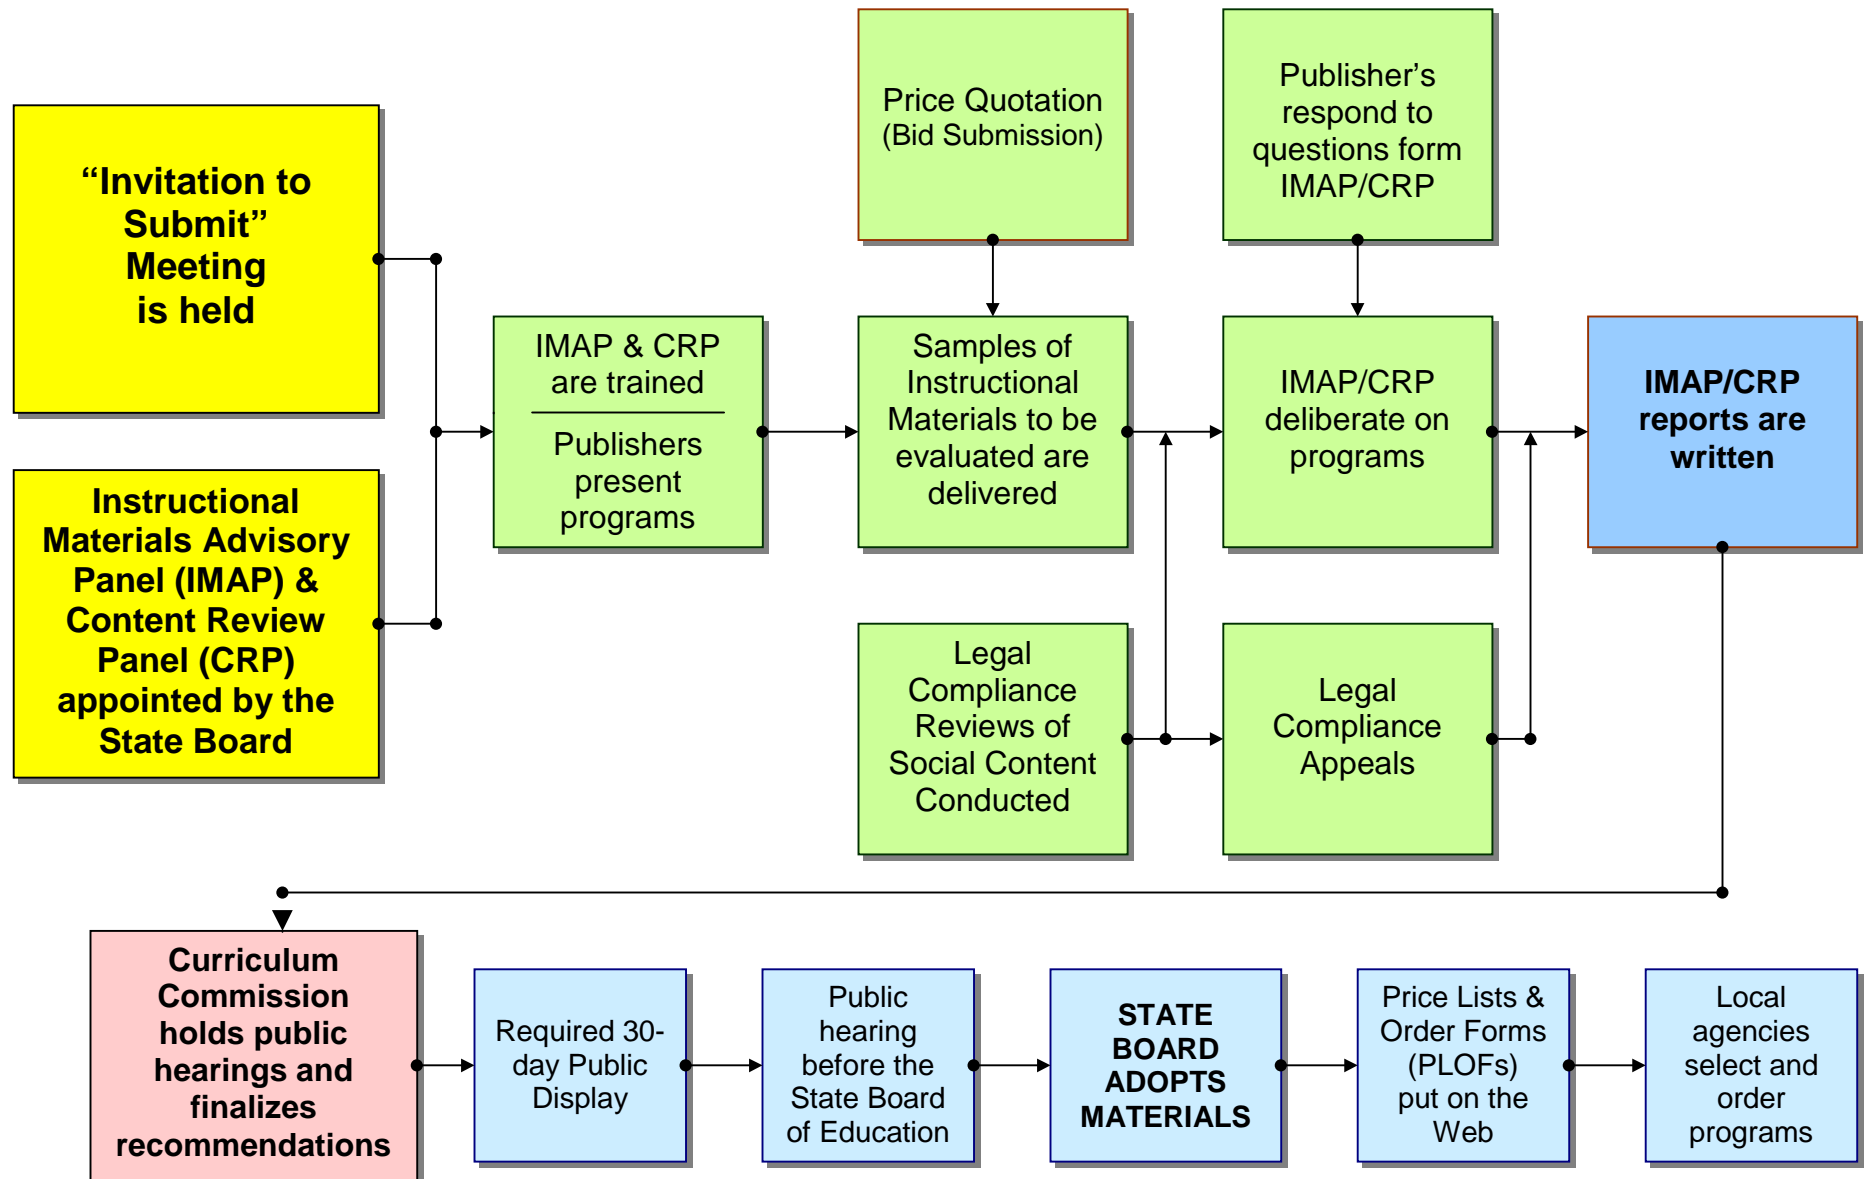 “Invitation to
Submit”
Meeting
is held
Instructional
Materials Advisory
Panel (IMAP) &
Content Review
Panel (CRP)
appointed by the
State Board
IMAP & CRP
are trained
Publishers
present
programs
Price Quotation
(Bid Submission)
Samples of
Instructional
Materials to be
evaluated are
delivered
Legal
Compliance
Reviews of
Social Content
Conducted
Publisher’s
respond to
questions form
IMAP/CRP
IMAP/CRP
deliberate on
programs
Legal
Compliance
Appeals
IMAP/CRP
reports are
written
Curriculum
Commission
holds public
hearings and
finalizes
recommendations
Required 30-
day Public
Display
Public
hearing
before the
State Board
of Education
STATE
BOARD
ADOPTS
MATERIALS
Price Lists &
Order Forms
(PLOFs)
put on the
Web
Local
agencies
select and
order
programs